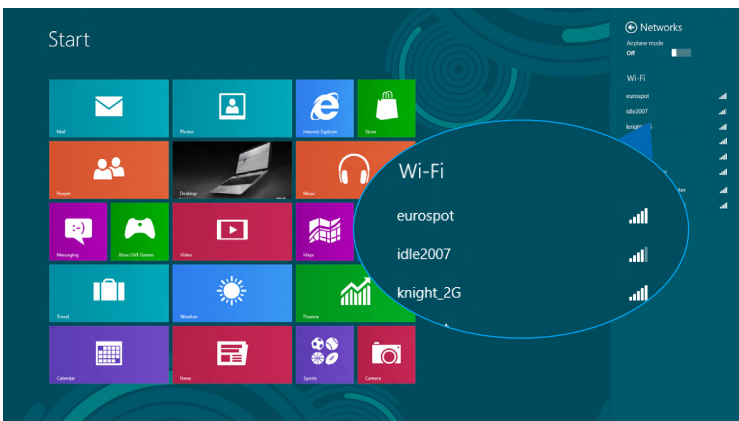 Start
Networks
Airplane mode
Off
Wi-Fi
eurospot
idle2007
knight
Mail
Photos
Internet Explorer
Store
People
Desktop
Music
Messaging
Xbox LIVE Games
Video
Maps
Travel
Weather
Finance
Calendar
News
Sports
Camera
Wi-Fi
eurospot
idle2007
knight_2G